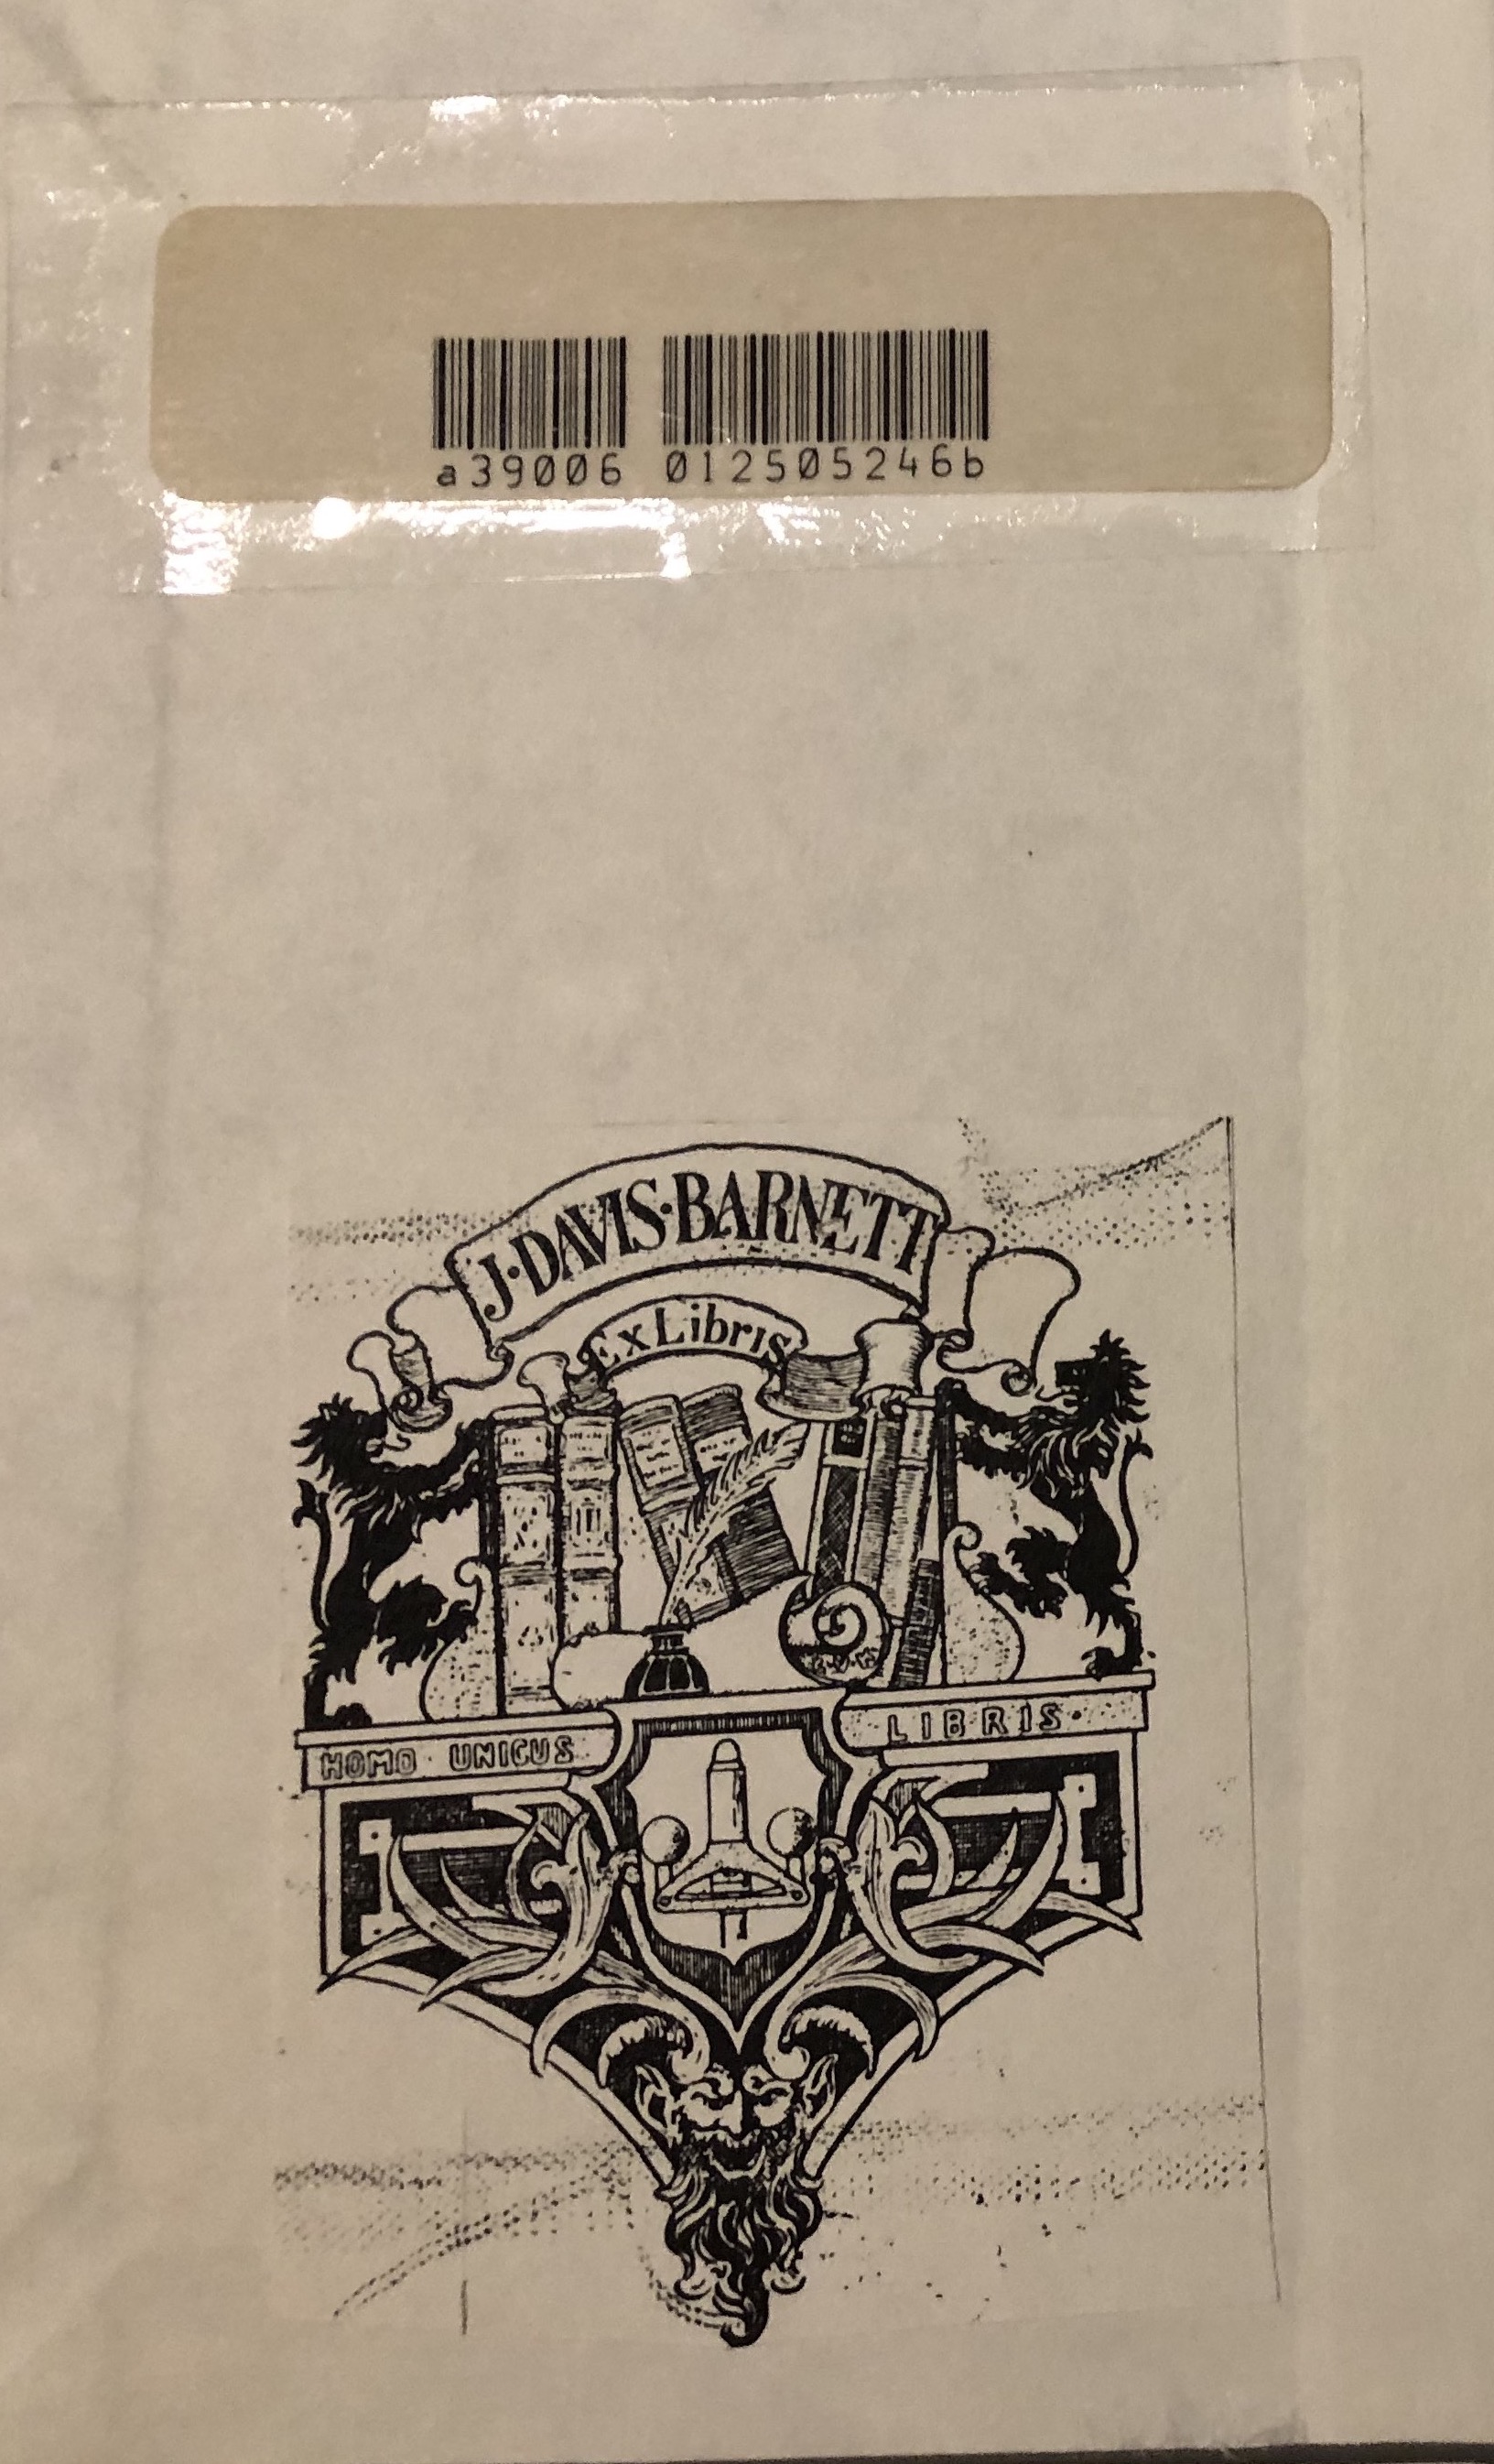 a39006 012505246b
J·DAVIS·BARNETT
Ex Libris
HOMO · UNICUS LIBRIS·